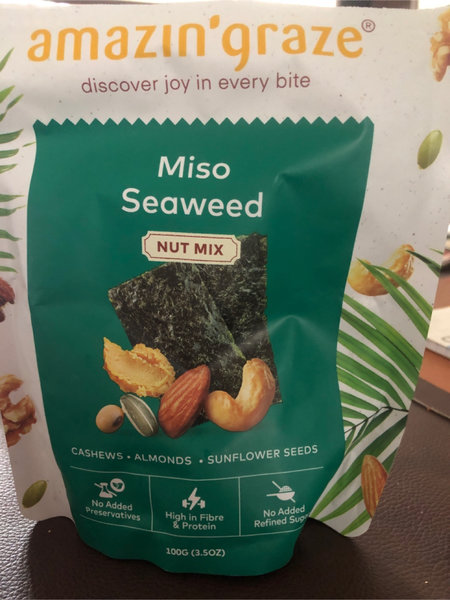 amazin'graze®
discover joy in every bite
Miso
Seaweed
NUT MIX
CASHEWS • ALMONDS • SUNFLOWER SEEDS
No Added
Preservatives
High in Fibre
& Protein
No Added
Refined Sugar
100G (3.5OZ)